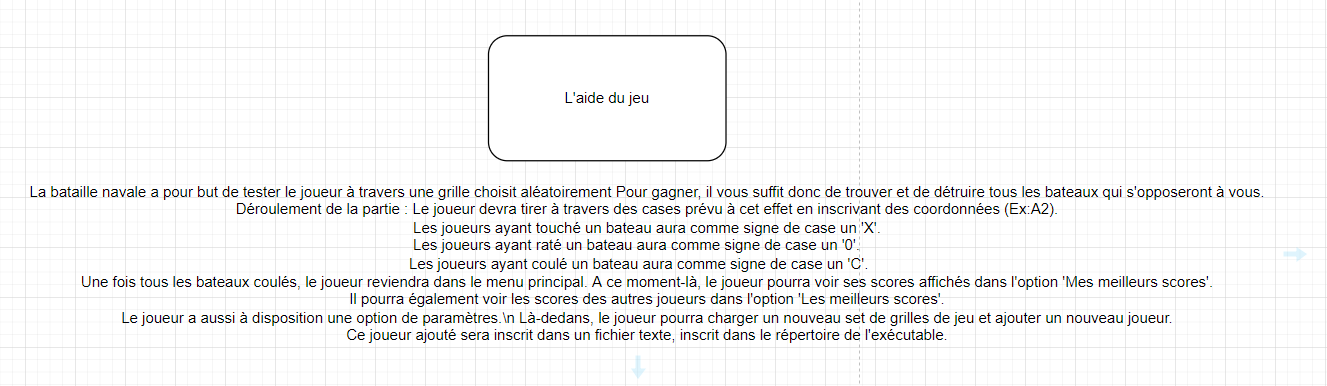 L'aide du jeu
La bataille navale a pour but de tester le joueur à travers une grille choisit aléatoirement Pour gagner, il vous suffit donc de trouver et de détruire tous les bateaux qui s'opposeront à vous.
Déroulement de la partie : Le joueur devra tirer à travers des cases prévu à cet effet en inscrivant des coordonnées (Ex:A2).
Les joueurs ayant touché un bateau aura comme signe de case un 'X'.
Les joueurs ayant raté un bateau aura comme signe de case un '0'.
Les joueurs ayant coulé un bateau aura comme signe de case un 'C'.
Une fois tous les bateaux coulés, le joueur reviendra dans le menu principal. A ce moment-là, le joueur pourra voir ses scores affichés dans l'option 'Mes meilleurs scores'.
Il pourra également voir les scores des autres joueurs dans l'option 'Les meilleurs scores'.
Le joueur a aussi à disposition une option de paramètres.\n Là-dedans, le joueur pourra charger un nouveau set de grilles de jeu et ajouter un nouveau joueur.
Ce joueur ajouté sera inscrit dans un fichier texte, inscrit dans le répertoire de l'exécutable.